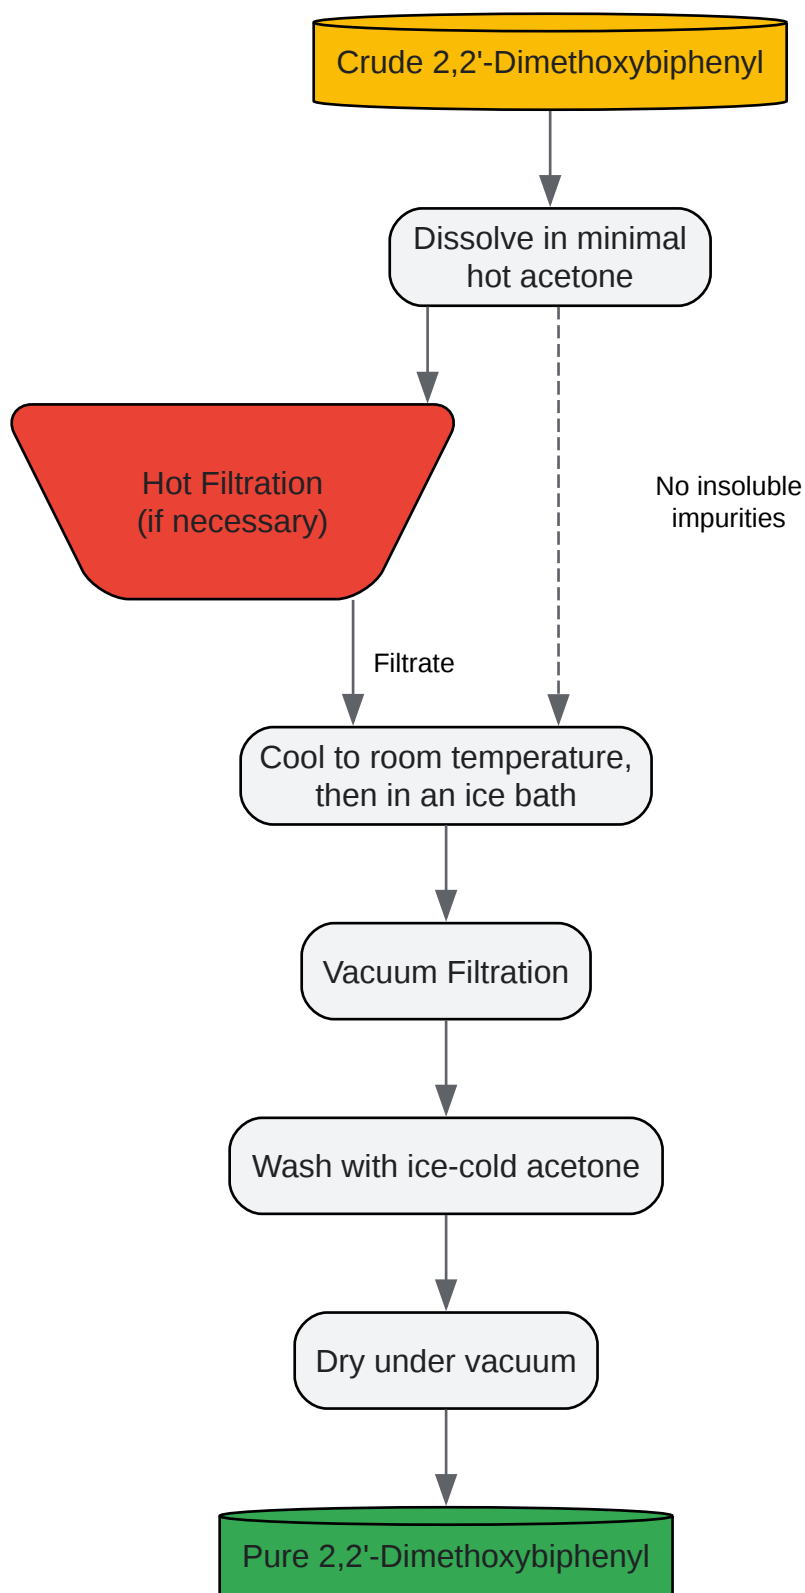 Crude 2,2'-Dimethoxybiphenyl
Dissolve in minimal
hot acetone
Hot Filtration
(if necessary)
No insoluble
impurities
Filtrate
Cool to room temperature,
then in an ice bath
Vacuum Filtration
Wash with ice-cold acetone
Dry under vacuum
Pure 2,2'-Dimethoxybiphenyl